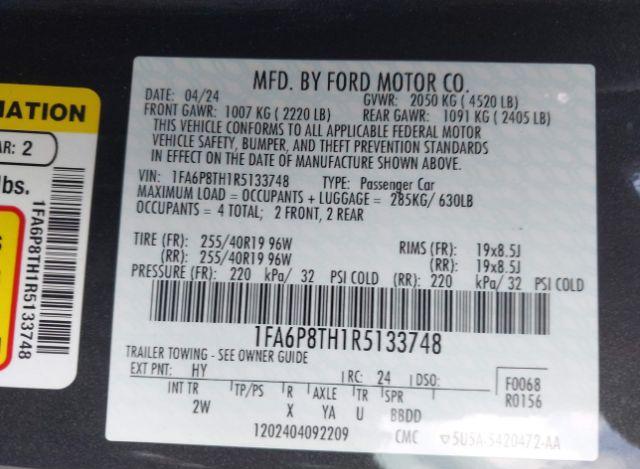 MATION
AR: 2
lbs.
1FA6P8TH1R5133748
MFD. BY FORD MOTOR CO.
DATE: 04/24 GVWR: 2050 KG ( 4520 LB)
FRONT GAWR: 1007 KG ( 2220 LB) REAR GAWR: 1091 KG ( 2405 LB)
THIS VEHICLE CONFORMS TO ALL APPLICABLE FEDERAL MOTOR
VEHICLE SAFETY, BUMPER, AND THEFT PREVENTION STANDARDS
IN EFFECT ON THE DATE OF MANUFACTURE SHOWN ABOVE.
VIN: 1FA6P8TH1R5133748 TYPE: Passenger Car
MAXIMUM LOAD = OCCUPANTS + LUGGAGE = 285KG/ 630LB
OCCUPANTS = 4 TOTAL; 2 FRONT, 2 REAR
TIRE (FR): 255/40R19 96W RIMS (FR): 19x8.5J
(RR): 255/40R19 96W (RR): 19x8.5J
PRESSURE (FR): 220 kPa/ 32 PSI COLD (RR): 220 kPa/ 32 PSI COLD
1FA6P8TH1R5133748
TRAILER TOWING - SEE OWNER GUIDE
EXT PNT: HY RC: 24 DSO: F0068
INT TR TP/PS R AXLE TR SPR R0156
2W X YA U BBDD
1202404092209 CMC 5U5A-5420472-AA